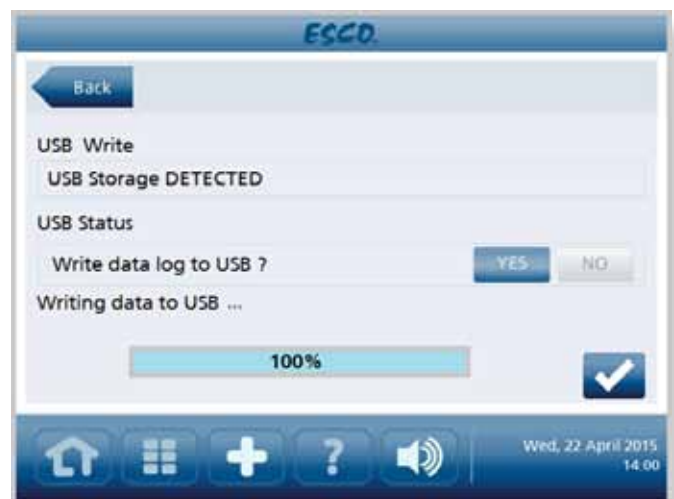 ESCO
Back
USB Write
USB Storage DETECTED
USB Status
Write data log to USB ? YES NO
Writing data to USB ...
100%
?
Wed, 22 April 2015
14:00